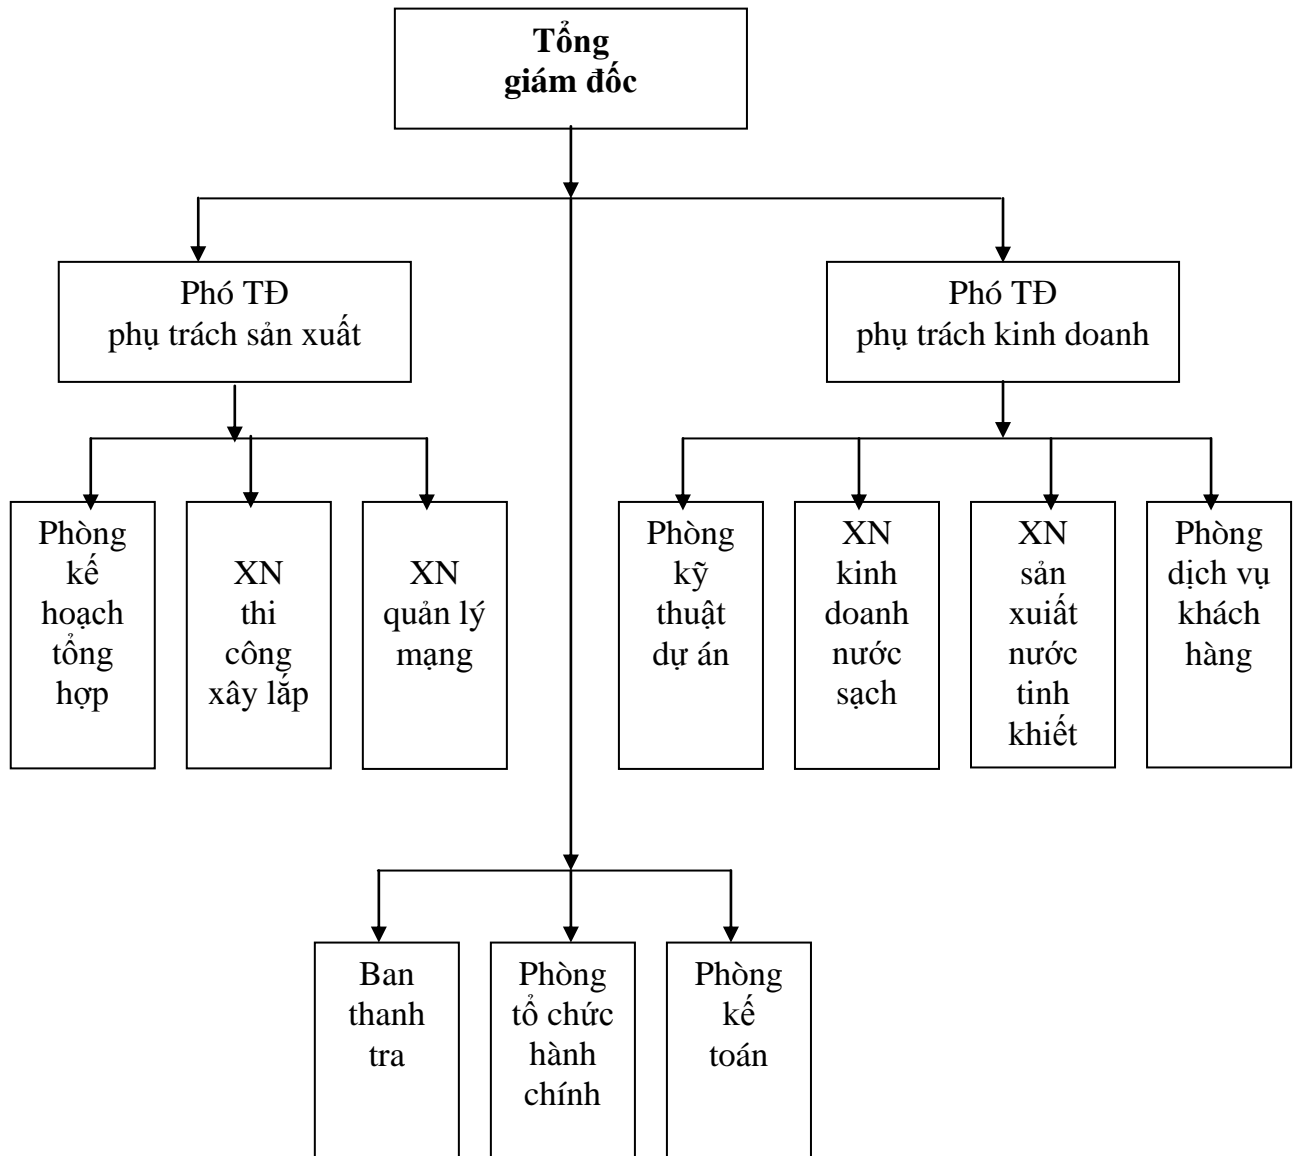 Tổng
giám đốc
Phó TĐ
phụ trách sản xuất
Phó TĐ
phụ trách kinh doanh
Phòng
kế
hoạch
tổng
hợp
XN
thi
công
xây lắp
XN
quản lý
mạng
Phòng
kỹ
thuật
dự án
XN
kinh
doanh
nước
sạch
XN
sản
xuiất
nước
tinh
khiết
Phòng
dịch vụ
khách
hàng
Ban
thanh
tra
Phòng
tổ chức
hành
chính
Phòng
kế
toán